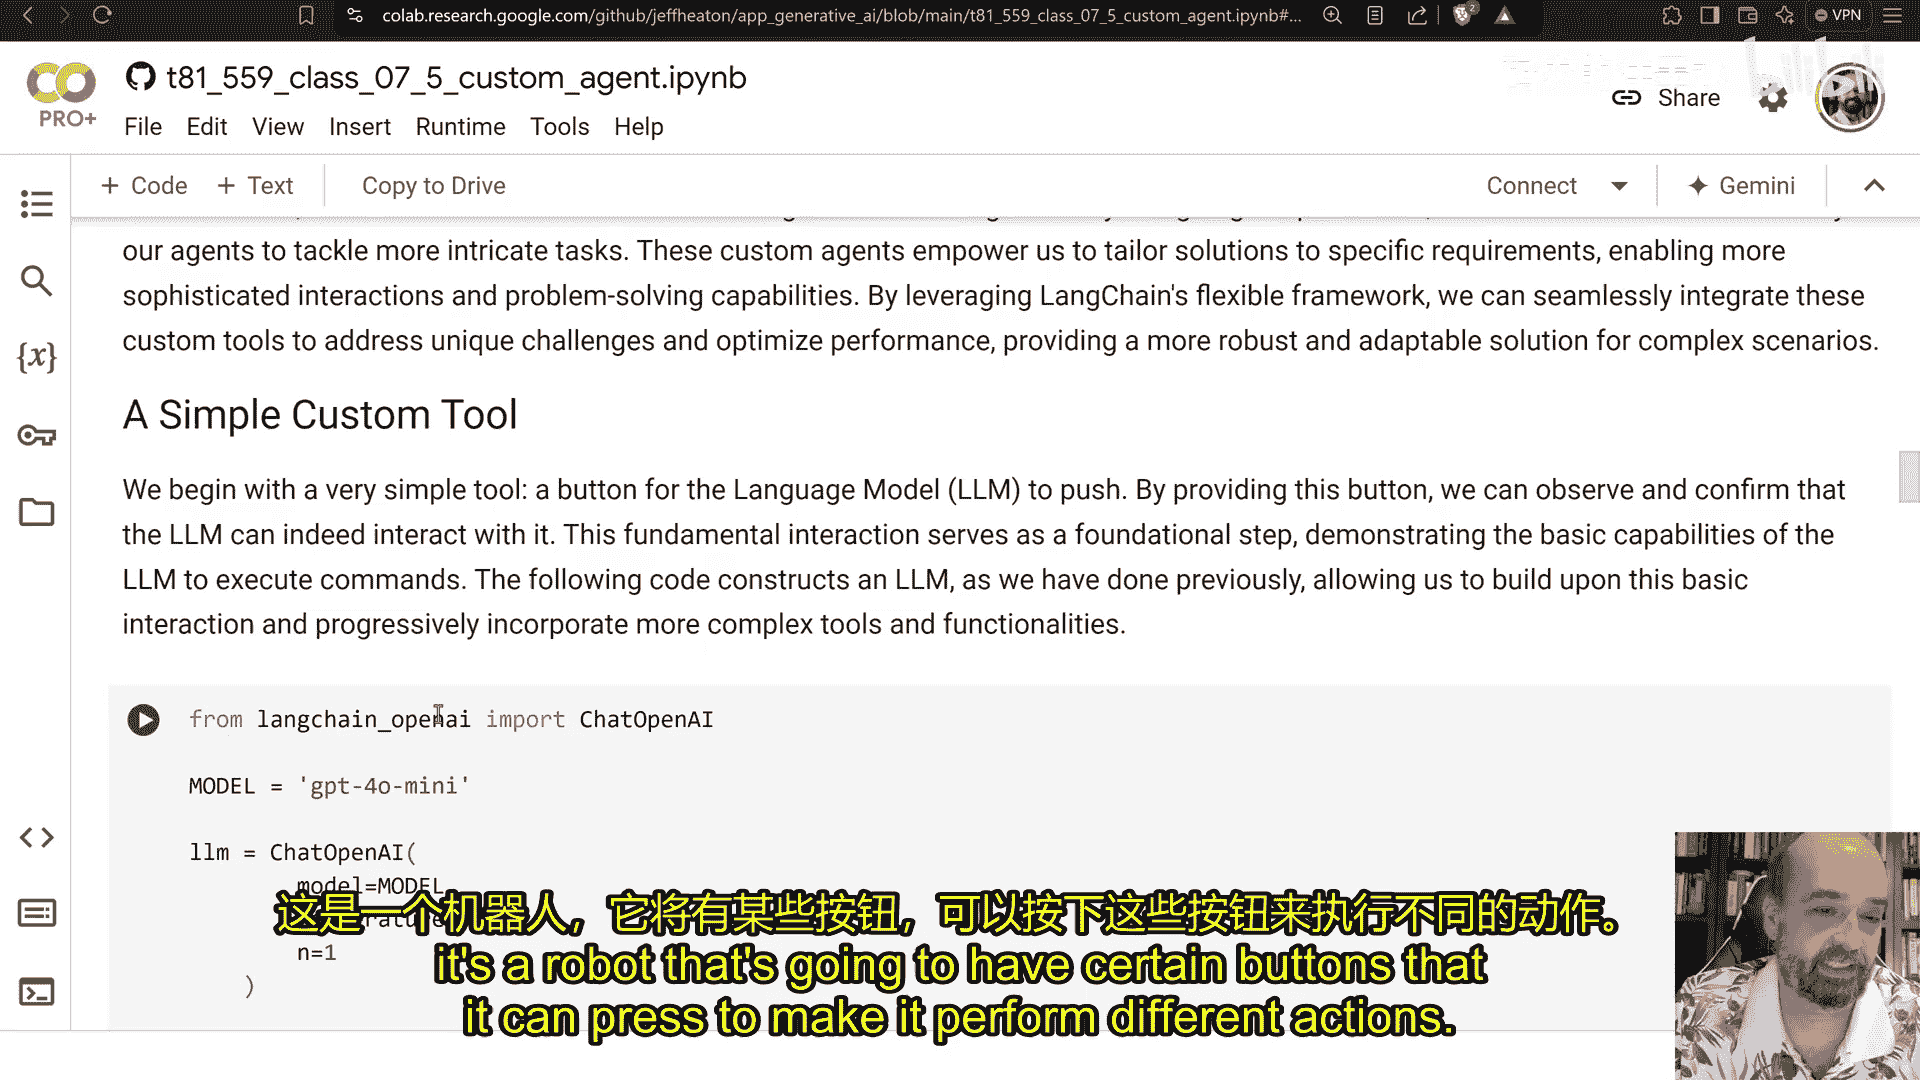 colab.research.google.com/github/jeffheaton/app_generative_ai/blob/main/t81_559_class_07_5_custom_agent.ipynb#...
2
VPN
CO
PRO+
t81_559_class_07_5_custom_agent.ipynb
bilibili
Share
File Edit View Insert Runtime Tools Help
+ Code + Text Copy to Drive Connect Gemini
our agents to tackle more intricate tasks. These custom agents empower us to tailor solutions to specific requirements, enabling more
sophisticated interactions and problem-solving capabilities. By leveraging LangChain's flexible framework, we can seamlessly integrate these
custom tools to address unique challenges and optimize performance, providing a more robust and adaptable solution for complex scenarios.
A Simple Custom Tool
We begin with a very simple tool: a button for the Language Model (LLM) to push. By providing this button, we can observe and confirm that
the LLM can indeed interact with it. This fundamental interaction serves as a foundational step, demonstrating the basic capabilities of the
LLM to execute commands. The following code constructs an LLM, as we have done previously, allowing us to build upon this basic
interaction and progressively incorporate more complex tools and functionalities.
from langchain_openai import ChatOpenAI
MODEL = 'gpt-4o-mini'
llm = ChatOpenAI(
model=MODEL
这是一个机器人，它将有某些按钮，可以按下这些按钮来执行不同的动作。
n=1
it's a robot that's going to have certain buttons that
)
it can press to make it perform different actions.